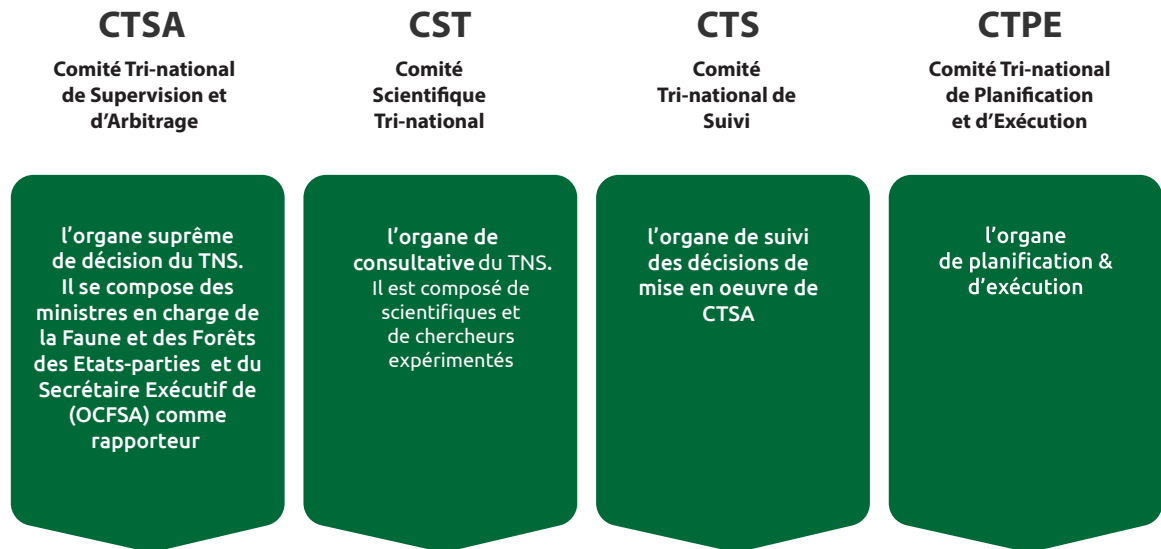 CTSA
Comité Tri-national
de Supervision et
d'Arbitrage
l'organe suprême
de décision du TNS.
Il se compose des
ministres en charge de
la Faune et des Forêts
des Etats-parties et du
Secrétaire Exécutif de
(OCFSA) comme
rapporteur
CST
Comité
Scientifique
Tri-national
l'organe de
consultative du TNS.
Il est composé de
scientifiques et
de chercheurs
expérimentés
CTS
Comité
Tri-national de
Suivi
l'organe de suivi
des décisions de
mise en oeuvre de
CTSA
CTPE
Comité Tri-national
de Planification
et d'Exécution
l'organe
de planification &
d'exécution